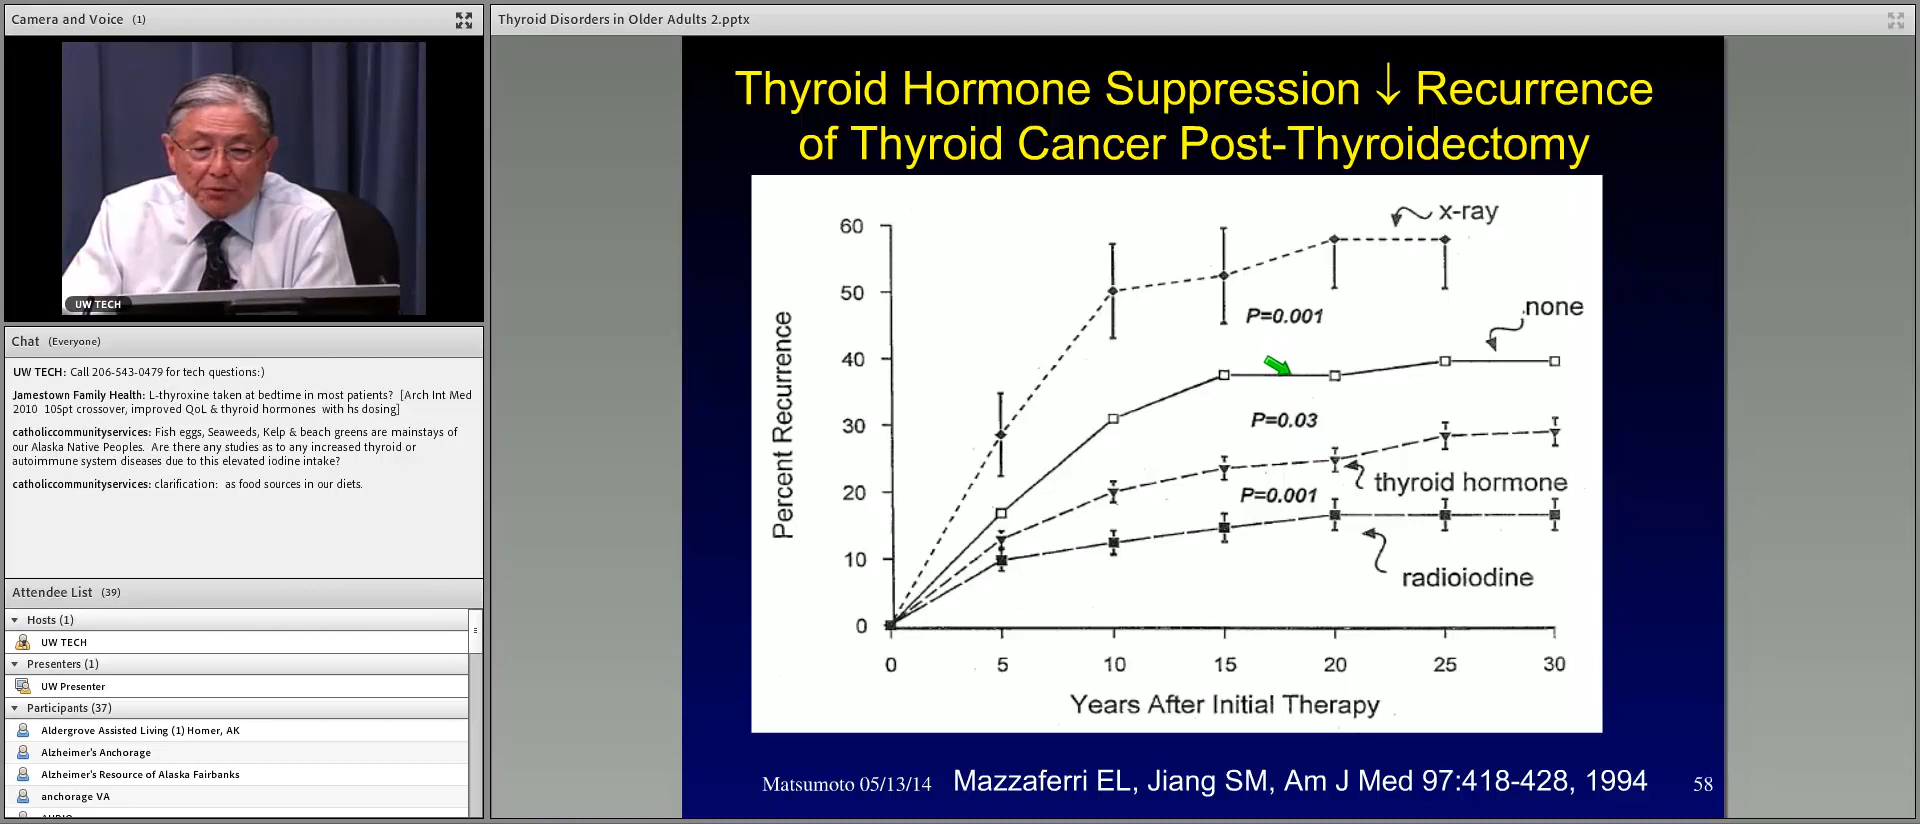 Camera and Voice (1)
UW TECH
Chat (Everyone)
UW TECH: Call 206-543-0479 for tech questions:)
Jamestown Family Health: L-thyroxine taken at bedtime in most patients? [Arch Int Med
2010 105pt crossover, improved QoL & thyroid hormones with hs dosing]
catholiccommunityservices: Fish eggs, Seaweeds, Kelp & beach greens are mainstays of
our Alaska Native Peoples. Are there any studies as to any increased thyroid or
autoimmune system diseases due to this elevated iodine intake?
catholiccommunityservices: clarification: as food sources in our diets.
Attendee List (39)
Hosts (1)
UW TECH
Presenters (1)
UW Presenter
Participants (37)
Aldergrove Assisted Living (1) Homer, AK
Alzheimer's Anchorage
Alzheimer's Resource of Alaska Fairbanks
anchorage VA
Thyroid Disorders in Older Adults 2.pptx
Thyroid Hormone Suppression ↓ Recurrence
of Thyroid Cancer Post-Thyroidectomy
Percent Recurrence
60
50
40
30
20
10
0
x-ray
P=0.001
none
P=0.03
thyroid hormone
P=0.001
radioiodine
0 5 10 15 20 25 30
Years After Initial Therapy
Matsumoto 05/13/14 Mazzaferri EL, Jiang SM, Am J Med 97:418-428, 1994 58